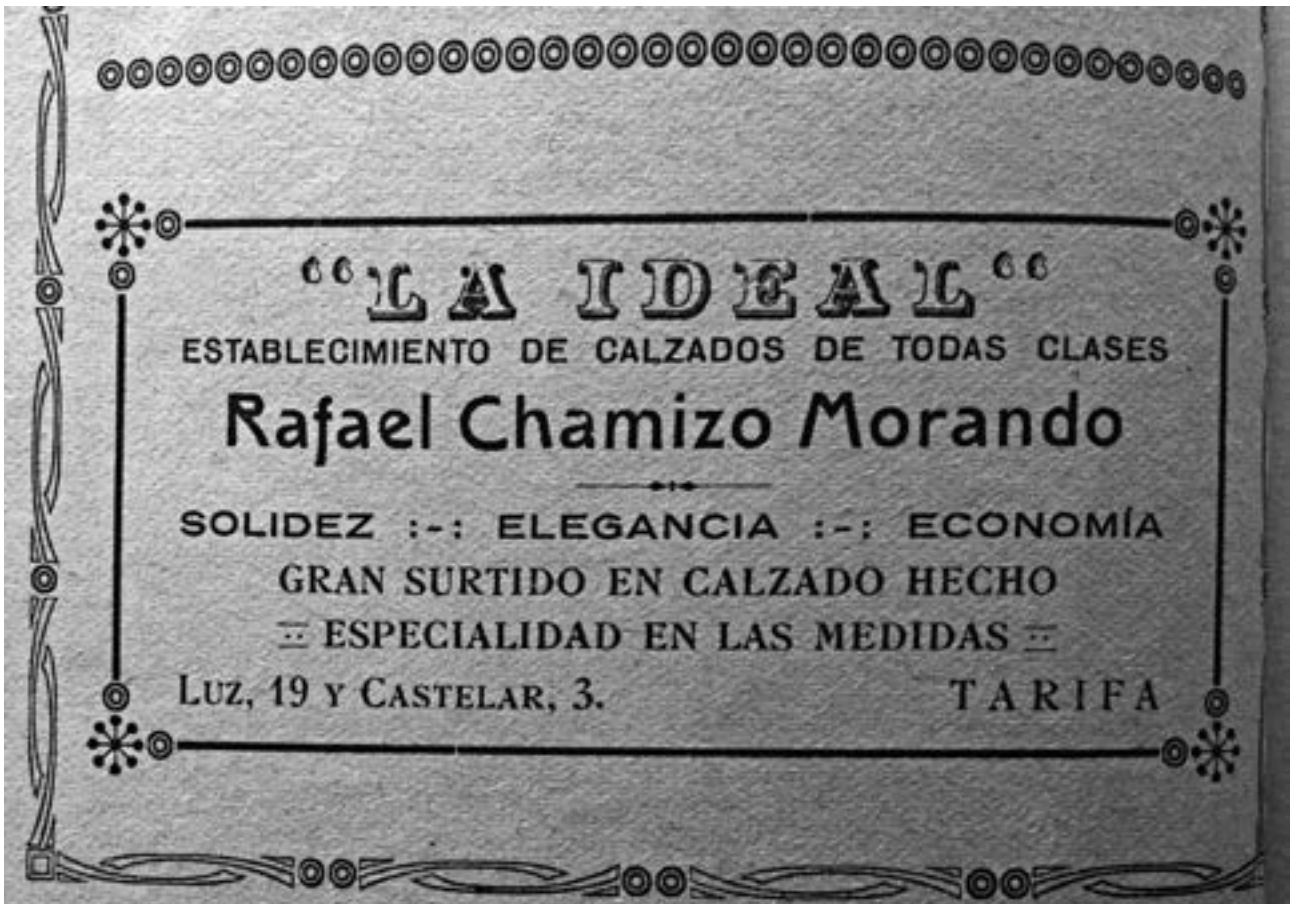 “LA IDEAL“
ESTABLECIMIENTO DE CALZADOS DE TODAS CLASES
Rafael Chamizo Morando
SOLIDEZ :-: ELEGANCIA :-: ECONOMÍA
GRAN SURTIDO EN CALZADO HECHO
ESPECIALIDAD EN LAS MEDIDAS
LUZ, 19 Y CASTELAR, 3. TARIFA